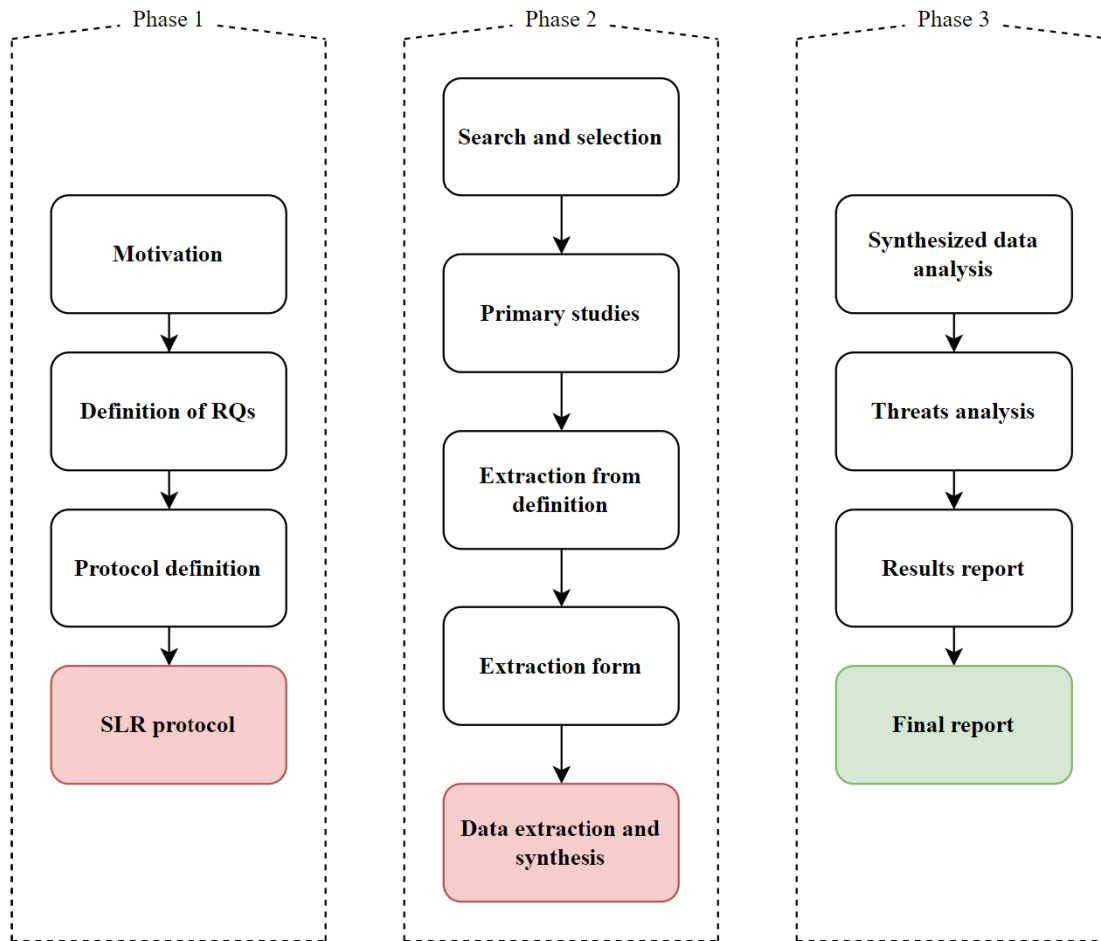 Phase 1
Motivation
Definition of RQs
Protocol definition
SLR protocol
Phase 2
Search and selection
Primary studies
Extraction from
definition
Extraction form
Data extraction and
synthesis
Phase 3
Synthesized data
analysis
Threats analysis
Results report
Final report